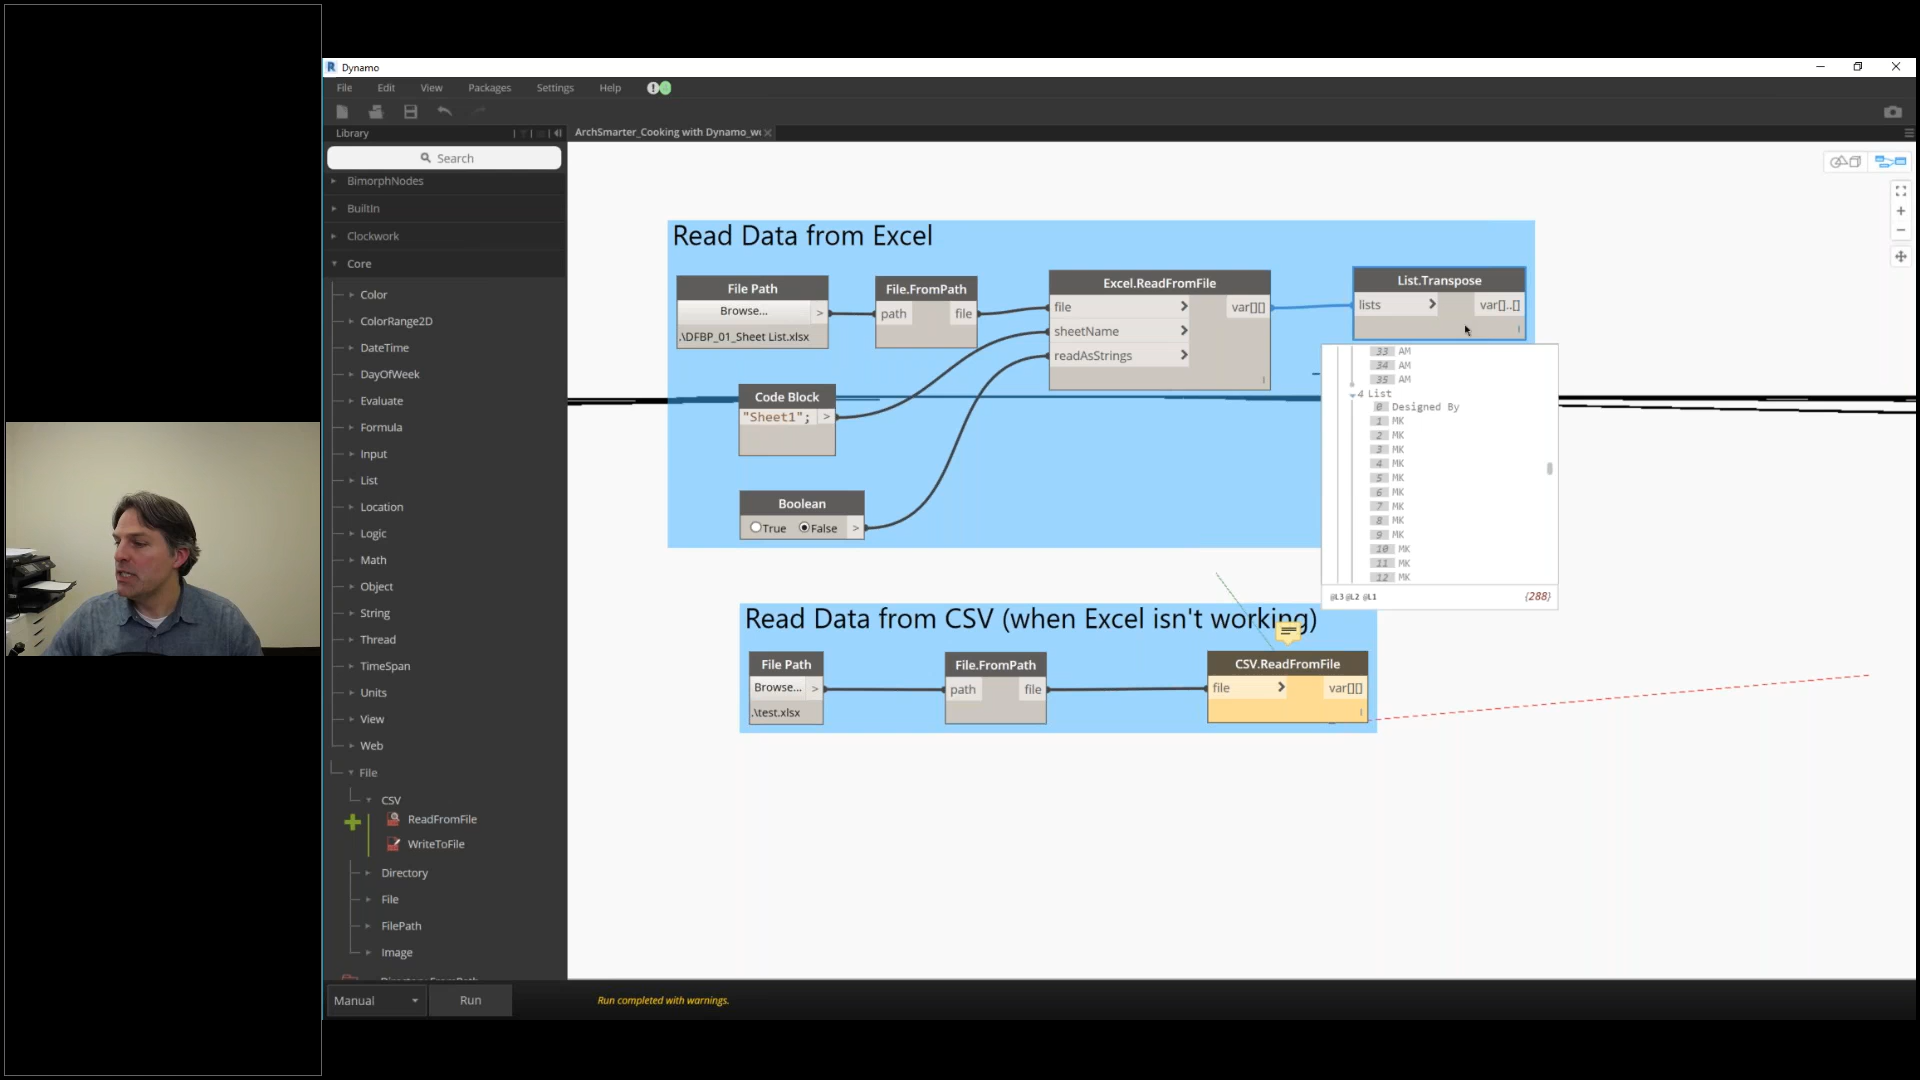 Dynamo
File Edit View Packages Settings Help
Library
ArchSmarter_Cooking with Dynamo_w
Search
BimorphNodes
BuiltIn
Clockwork
Core
Color
ColorRange2D
DateTime
DayOfWeek
Evaluate
Formula
Input
List
Location
Logic
Math
Object
String
Thread
TimeSpan
Units
View
Web
File
CSV
ReadFromFile
WriteToFile
Directory
File
FilePath
Image
Read Data from Excel
File Path
Browse... >
.\DFBP_01_Sheet List.xlsx
File.FromPath
path file
Excel.ReadFromFile
file > var[][]
sheetName >
readAsStrings >
List.Transpose
lists > var[]..[]
Code Block
"Sheet1"; >
Boolean
True False >
33 AM
34 AM
35 AM
4 List
0 Designed By
1 MK
2 MK
3 MK
4 MK
5 MK
6 MK
7 MK
8 MK
9 MK
10 MK
11 MK
12 MK
@L3 @L2 @L1 {288}
Read Data from CSV (when Excel isn't working)
File Path
Browse... >
.\test.xlsx
File.FromPath
path file
CSV.ReadFromFile
file > var[][]
Manual Run Run completed with warnings.